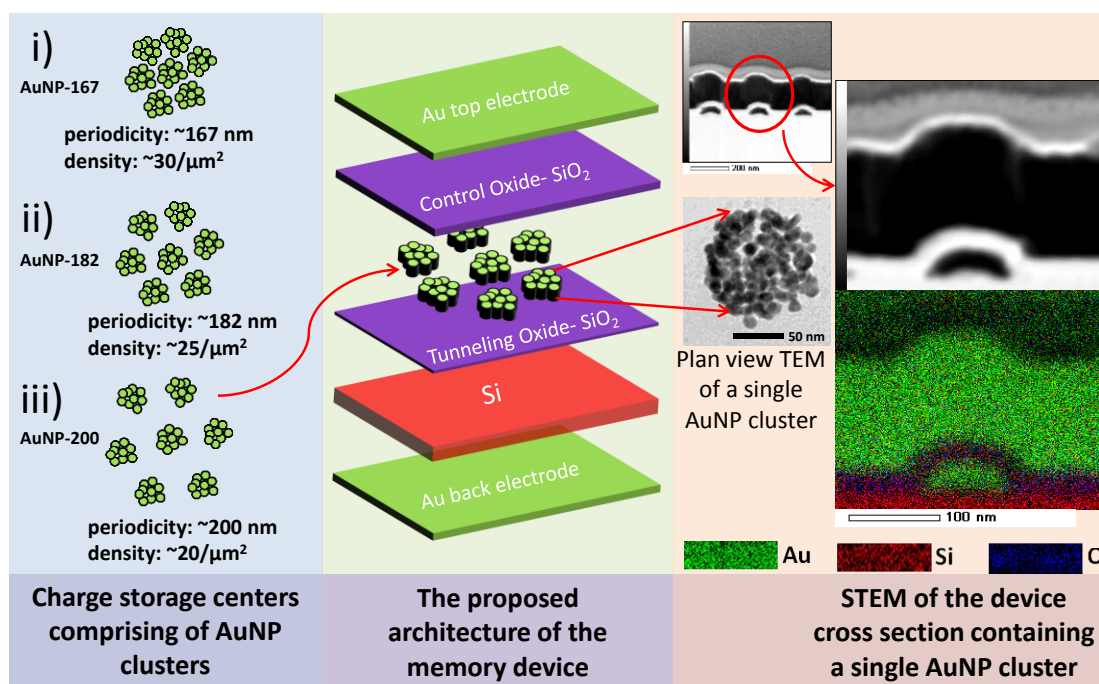 i)
AuNP-167
periodicity: ~167 nm
density: ~30/µm²
ii)
AuNP-182
periodicity: ~182 nm
density: ~25/µm²
iii)
AuNP-200
periodicity: ~200 nm
density: ~20/µm²
Charge storage centers
comprising of AuNP
clusters
Au top electrode
Control Oxide- SiO₂
Tunneling Oxide- SiO₂
Si
Au back electrode
The proposed
architecture of the
memory device
200 nm
50 nm
Plan view TEM
of a single
AuNP cluster
100 nm
Au
Si
O
STEM of the device
cross section containing
a single AuNP cluster